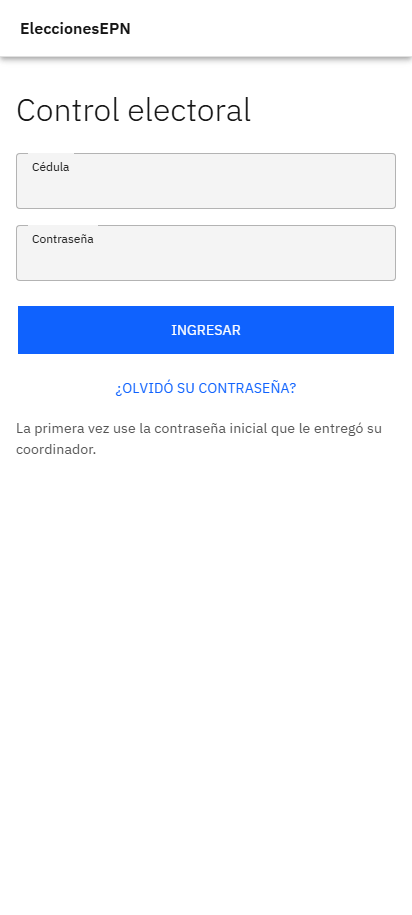 EleccionesEPN
Control electoral
Cédula
Contraseña
INGRESAR
¿OLVIDÓ SU CONTRASEÑA?
La primera vez use la contraseña inicial que le entregó su
coordinador.